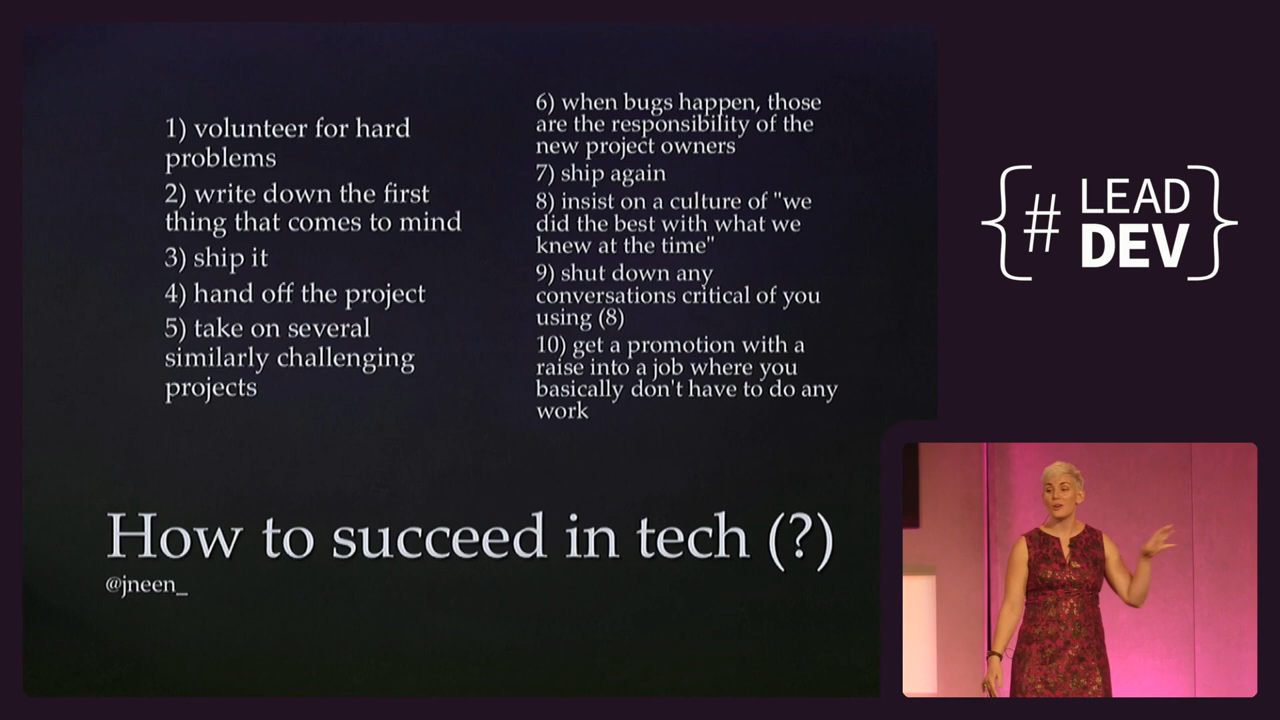 1) volunteer for hard
problems
2) write down the first
thing that comes to mind
3) ship it
4) hand off the project
5) take on several
similarly challenging
projects
6) when bugs happen, those
are the responsibility of the
new project owners
7) ship again
8) insist on a culture of "we
did the best with what we
knew at the time"
9) shut down any
conversations critical of you
using (8)
10) get a promotion with a
raise into a job where you
basically don't have to do any
work
How to succeed in tech (?)
@jneen_
{# LEAD
DEV}